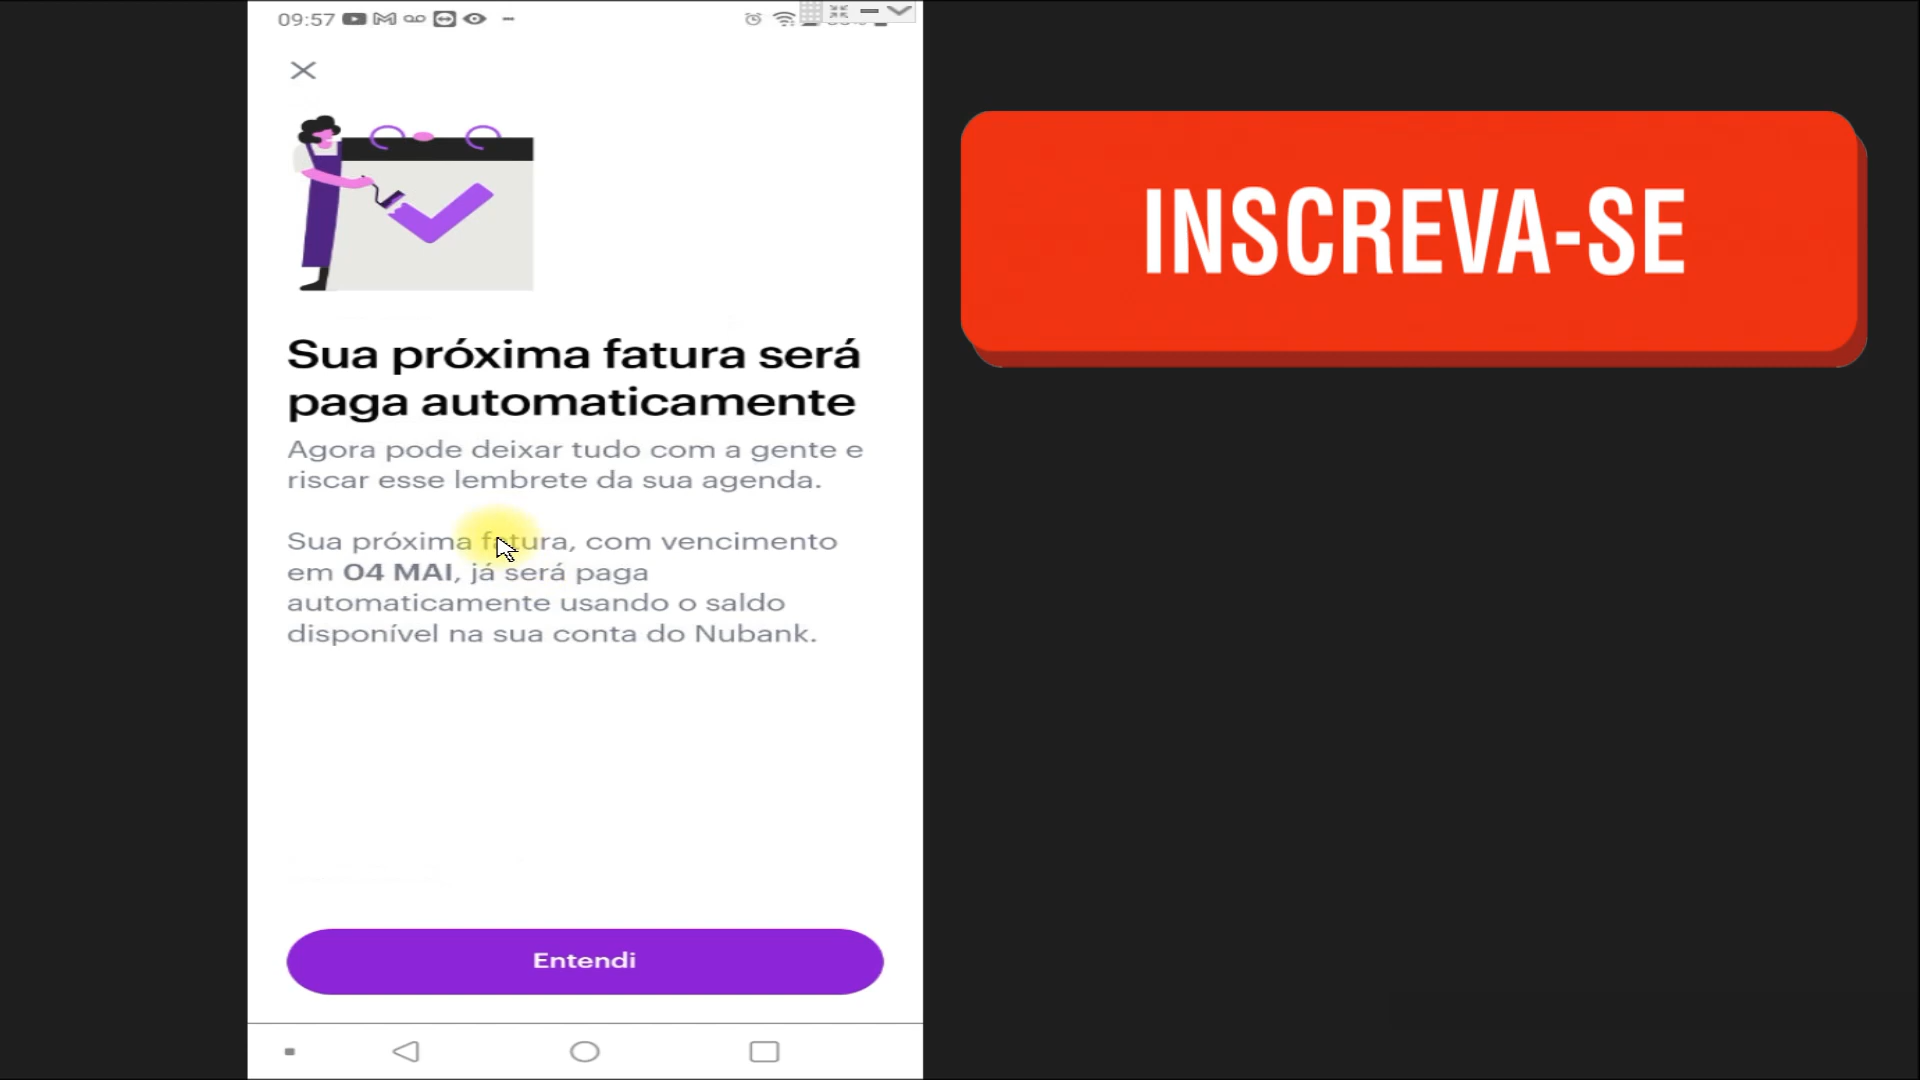 09:57
Sua próxima fatura será
paga automaticamente
Agora pode deixar tudo com a gente e
riscar esse lembrete da sua agenda.
Sua próxima fatura, com vencimento
em 04 MAI, já será paga
automaticamente usando o saldo
disponível na sua conta do Nubank.
Entendi
INSCREVA-SE